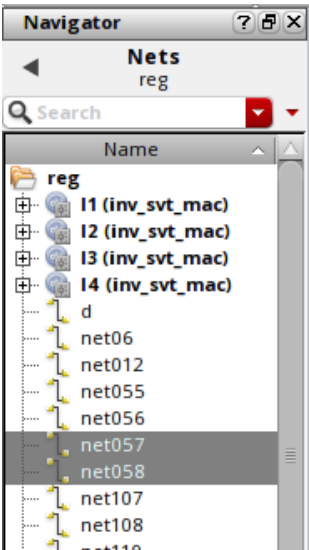 Navigator
Nets
reg
Search
Name
reg
I1 (inv_svt_mac)
I2 (inv_svt_mac)
I3 (inv_svt_mac)
I4 (inv_svt_mac)
d
net06
net012
net055
net056
net057
net058
net107
net108